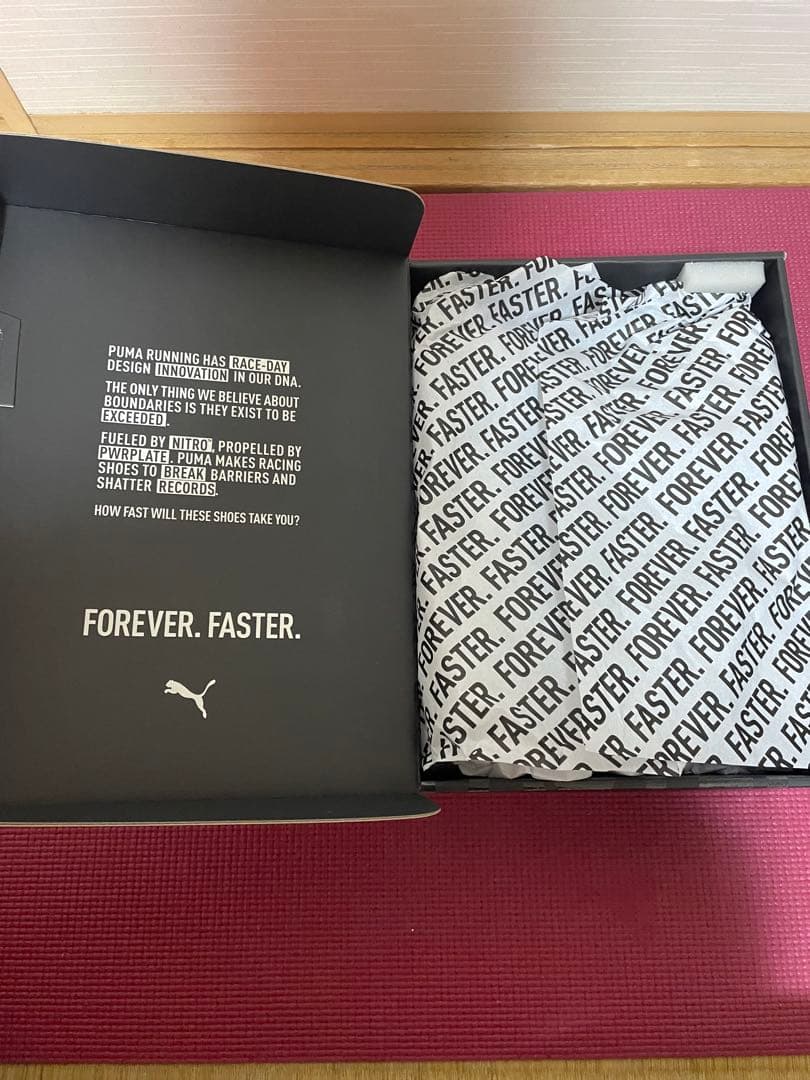 PUMA RUNNING HAS RACE-DAY
DESIGN INNOVATION IN OUR DNA.
THE ONLY THING WE BELIEVE ABOUT
BOUNDARIES IS THEY EXIST TO BE
EXCEEDED.
FUELED BY NITRO, PROPELLED BY
PWRPLATE, PUMA MAKES RACING
SHOES TO BREAK BARRIERS AND
SHATTER RECORDS.
HOW FAST WILL THESE SHOES TAKE YOU?
FOREVER. FASTER.
FOREVER. FASTER. FOREVER. FASTER.